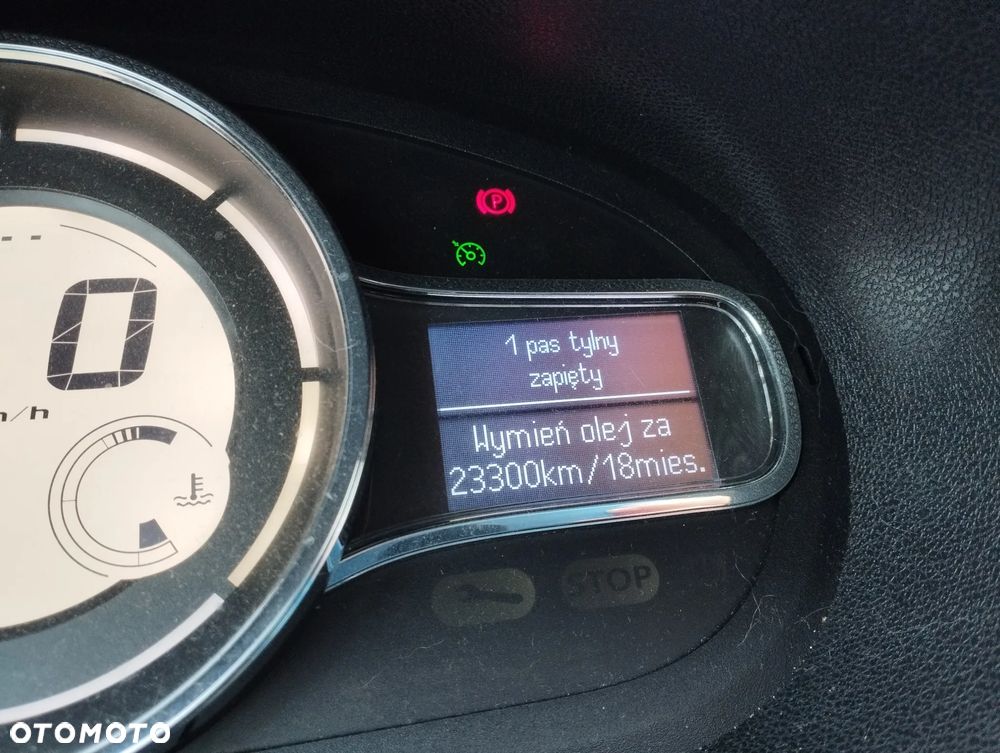 P
0
m/h
1 pas tylny
zapięty
Wymień olej za
23300km/18mies.
STOP
OTOMOTO